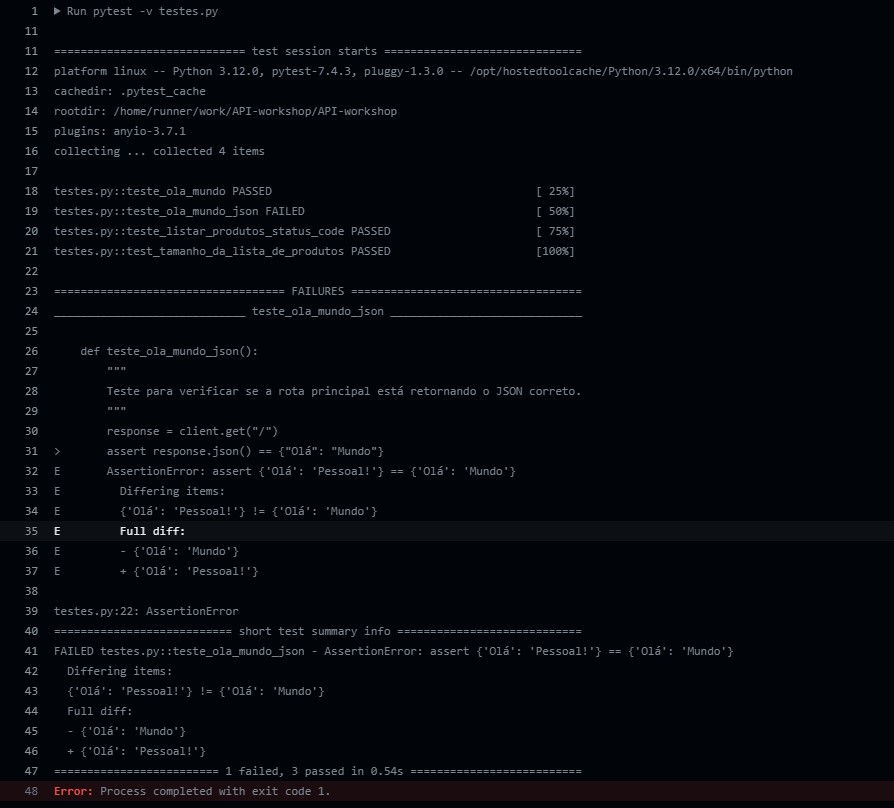 1 ▶ Run pytest -v testes.py
11
11 ============================= test session starts ==============================
12 platform linux -- Python 3.12.0, pytest-7.4.3, pluggy-1.3.0 -- /opt/hostedtoolcache/Python/3.12.0/x64/bin/python
13 cachedir: .pytest_cache
14 rootdir: /home/runner/work/API-workshop/API-workshop
15 plugins: anyio-3.7.1
16 collecting ... collected 4 items
17
18 testes.py::teste_ola_mundo PASSED [ 25%]
19 testes.py::teste_ola_mundo_json FAILED [ 50%]
20 testes.py::teste_listar_produtos_status_code PASSED [ 75%]
21 testes.py::test_tamanho_da_lista_de_produtos PASSED [100%]
22
23 =================================== FAILURES ===================================
24 _____________________________ teste_ola_mundo_json _____________________________
25
26 def teste_ola_mundo_json():
27 """
28 Teste para verificar se a rota principal está retornando o JSON correto.
29 """
30 response = client.get("/")
31 > assert response.json() == {"Olá": "Mundo"}
32 E AssertionError: assert {'Olá': 'Pessoal!'} == {'Olá': 'Mundo'}
33 E Differing items:
34 E {'Olá': 'Pessoal!'} != {'Olá': 'Mundo'}
35 E Full diff:
36 E - {'Olá': 'Mundo'}
37 E + {'Olá': 'Pessoal!'}
38
39 testes.py:22: AssertionError
40 =========================== short test summary info ============================
41 FAILED testes.py::teste_ola_mundo_json - AssertionError: assert {'Olá': 'Pessoal!'} == {'Olá': 'Mundo'}
42 Differing items:
43 {'Olá': 'Pessoal!'} != {'Olá': 'Mundo'}
44 Full diff:
45 - {'Olá': 'Mundo'}
46 + {'Olá': 'Pessoal!'}
47 ========================= 1 failed, 3 passed in 0.54s ==========================
48 Error: Process completed with exit code 1.